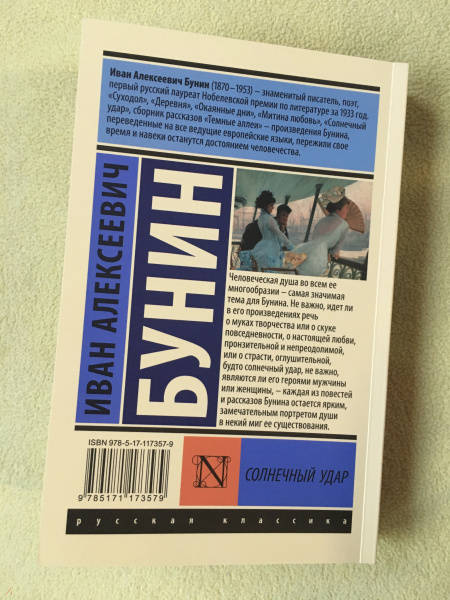 Иван Алексеевич Бунин (1870–1953) – знаменитый писатель, поэт,
первый русский лауреат Нобелевской премии по литературе за 1933 год.
«Суходол», «Деревня», «Окаянные дни», «Митина любовь», «Солнечный
удар», сборник рассказов «Темные аллеи» – произведения Бунина,
переведенные на все ведущие европейские языки, пережили свое
время и навеки останутся достоянием человечества.
ИВАН АЛЕКСЕЕВИЧ
БУНИН
Человеческая душа во всем ее
многообразии – самая значимая
тема для Бунина. Не важно, идет ли
в его произведениях речь
о муках творчества или о скуке
повседневности, о настоящей любви,
пронзительной и непреодолимой,
или о страсти, оглушительной,
будто солнечный удар, не важно,
являются ли его героями мужчины
или женщины, – каждая из повестей
и рассказов Бунина остается ярким,
замечательным портретом души
в некий миг ее существования.
ISBN 978-5-17-117357-9
9 785171 173579
N
СОЛНЕЧНЫЙ УДАР
русская классика